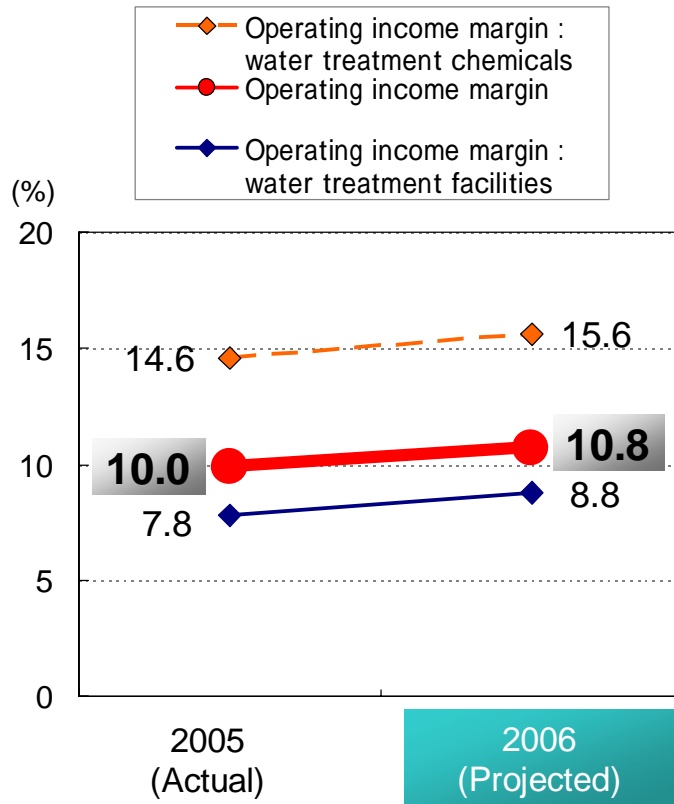 Operating income margin :
water treatment chemicals
Operating income margin
Operating income margin :
water treatment facilities
(%)
20
15
10
5
0
14.6
15.6
10.0
10.8
7.8
8.8
2005
(Actual)
2006
(Projected)